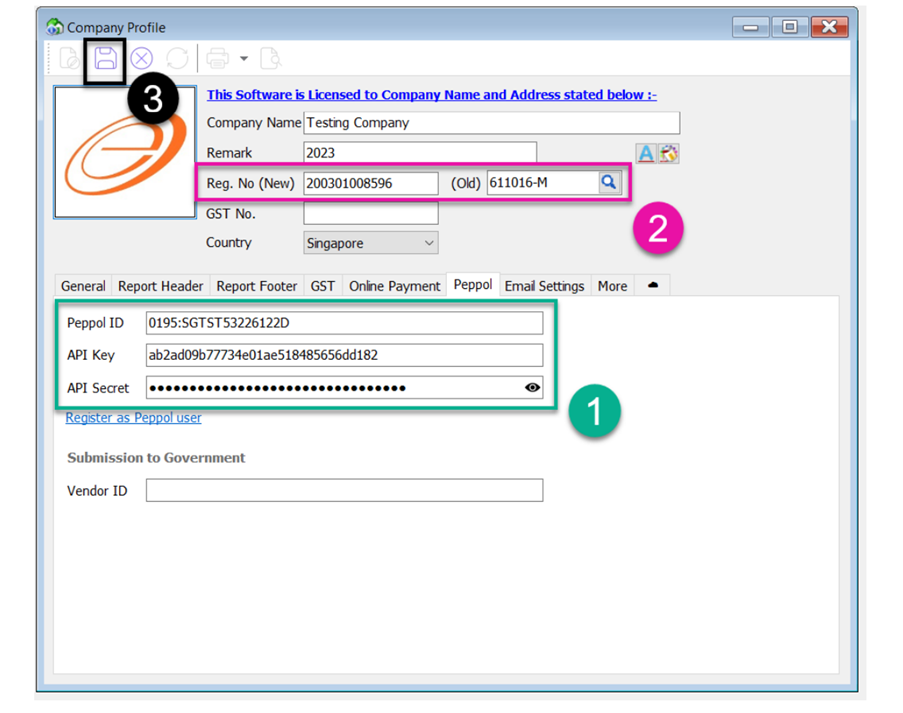 Company Profile
3
This Software is Licensed to Company Name and Address stated below :-
Company Name Testing Company
Remark 2023
Reg. No (New) 200301008596 (Old) 611016-M
2
GST No.
Country Singapore
General Report Header Report Footer GST Online Payment Peppol Email Settings More
Peppol ID 0195:SGTST53226122D
API Key ab2ad09b77734e01ae518485656dd182
API Secret ••••••••••••••••••••••••••••••••
1
Register as Peppol user
Submission to Government
Vendor ID